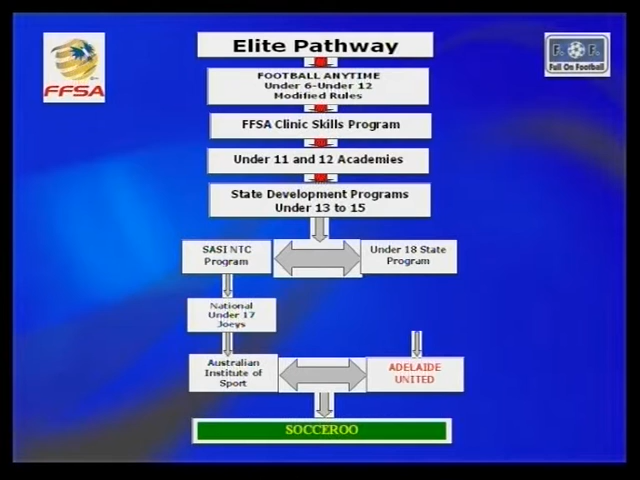 Elite Pathway
FFSA
F. F.
Full On Football
FOOTBALL ANYTIME
Under 6-Under 12
Modified Rules
FFSA Clinic Skills Program
Under 11 and 12 Academies
State Development Programs
Under 13 to 15
SASI NTC
Program
Under 18 State
Program
National
Under 17
Joeys
Australian
Institute of
Sport
ADELAIDE
UNITED
SOCCEROO